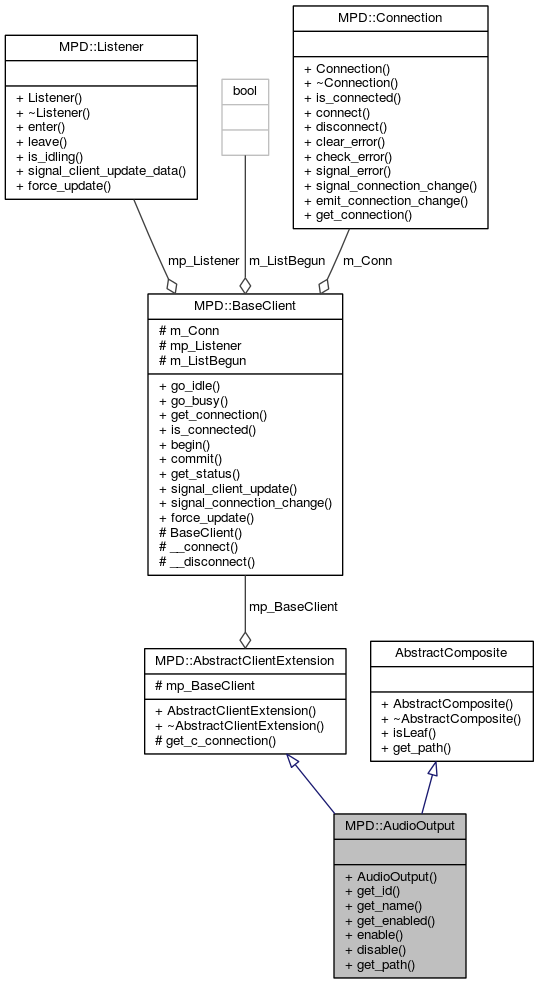 MPD::Listener
+ Listener()
+ ~Listener()
+ enter()
+ leave()
+ is_idling()
+ signal_client_update_data()
+ force_update()
bool
MPD::Connection
+ Connection()
+ ~Connection()
+ is_connected()
+ connect()
+ disconnect()
+ clear_error()
+ check_error()
+ signal_error()
+ signal_connection_change()
+ emit_connection_change()
+ get_connection()
mp_Listener
m_ListBegun
m_Conn
MPD::BaseClient
# m_Conn
# mp_Listener
# m_ListBegun
+ go_idle()
+ go_busy()
+ get_connection()
+ is_connected()
+ begin()
+ commit()
+ get_status()
+ signal_client_update()
+ signal_connection_change()
+ force_update()
# BaseClient()
# __connect()
# __disconnect()
mp_BaseClient
MPD::AbstractClientExtension
# mp_BaseClient
+ AbstractClientExtension()
+ ~AbstractClientExtension()
# get_c_connection()
AbstractComposite
+ AbstractComposite()
+ ~AbstractComposite()
+ isLeaf()
+ get_path()
MPD::AudioOutput
+ AudioOutput()
+ get_id()
+ get_name()
+ get_enabled()
+ enable()
+ disable()
+ get_path()